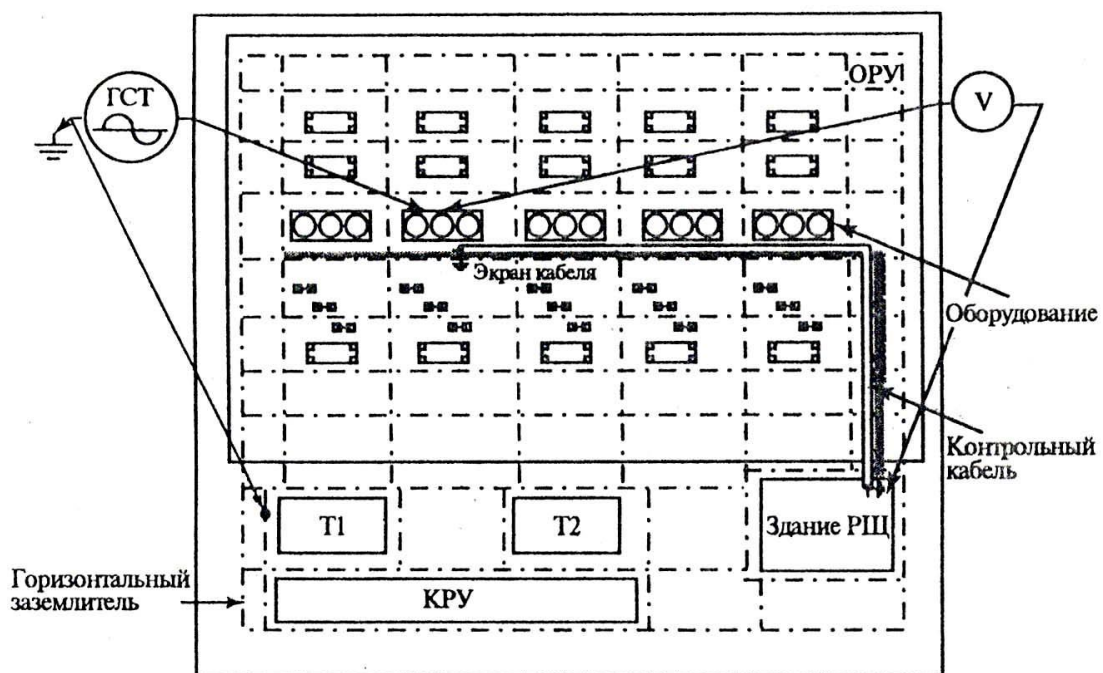 ГСТ
ОРУ
V
Экран кабеля
Оборудование
Контрольный
кабель
Т1
Т2
Здание РЩ
Горизонтальный
заземлитель
КРУ